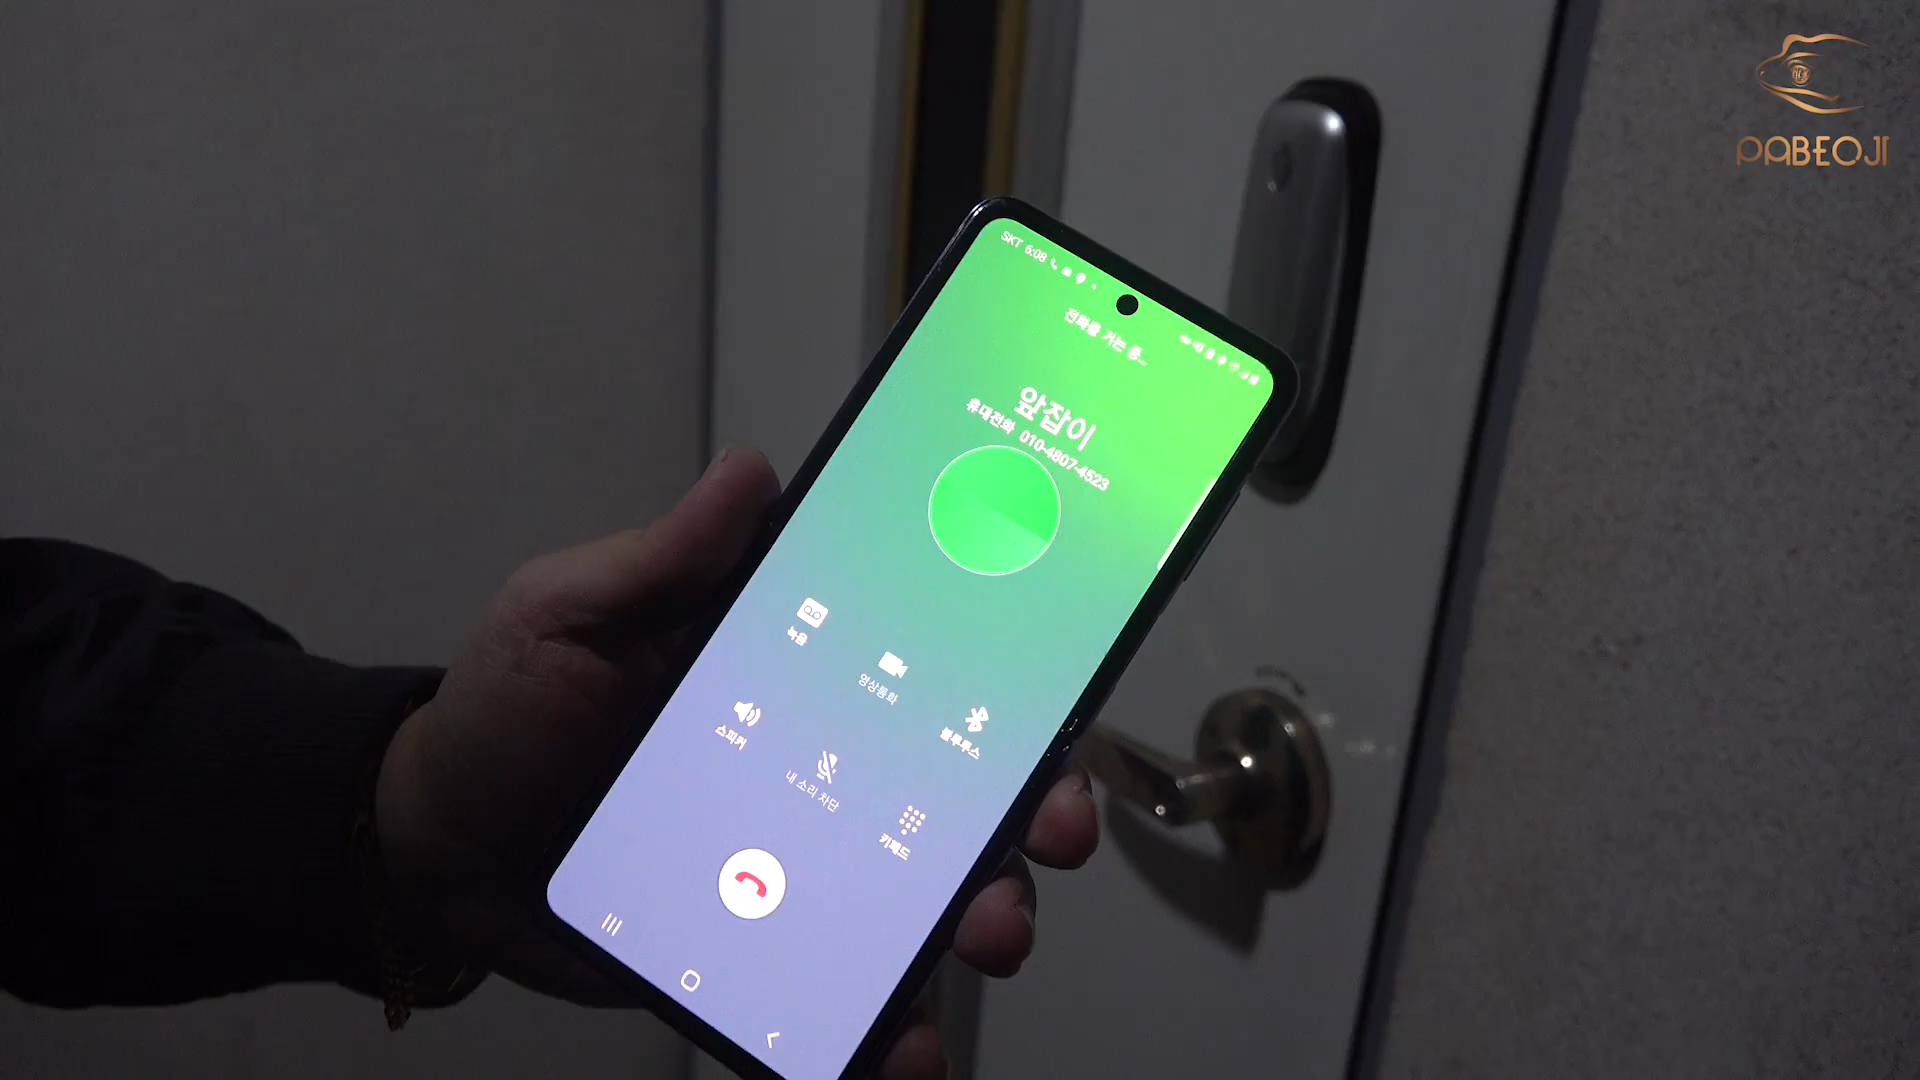 PABEOJI
SKT 6:08
전화를 거는 중...
앞잡이
휴대전화 010-4807-4523
녹음
영상통화
블루투스
스피커
내 소리 차단
키패드